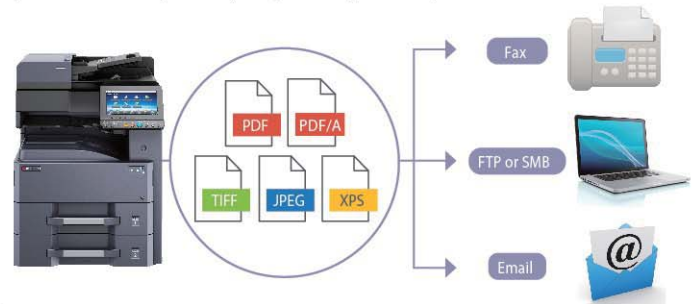 Fax
PDF
PDF/A
FTP or SMB
TIFF
JPEG
XPS
@
Email